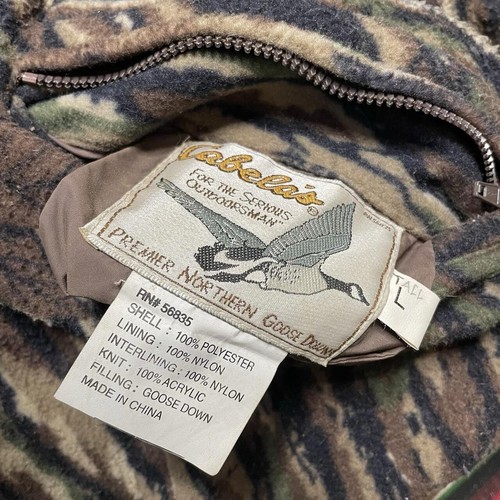 Cabela's®
FOR THE SERIOUS
OUTDOORSMAN™
PREMIER NORTHERN GOOSE DOWN
TALL
L
RN# 56835
SHELL : 100% POLYESTER
LINING : 100% NYLON
INTERLINING : 100% NYLON
KNIT : 100% ACRYLIC
FILLING : GOOSE DOWN
MADE IN CHINA